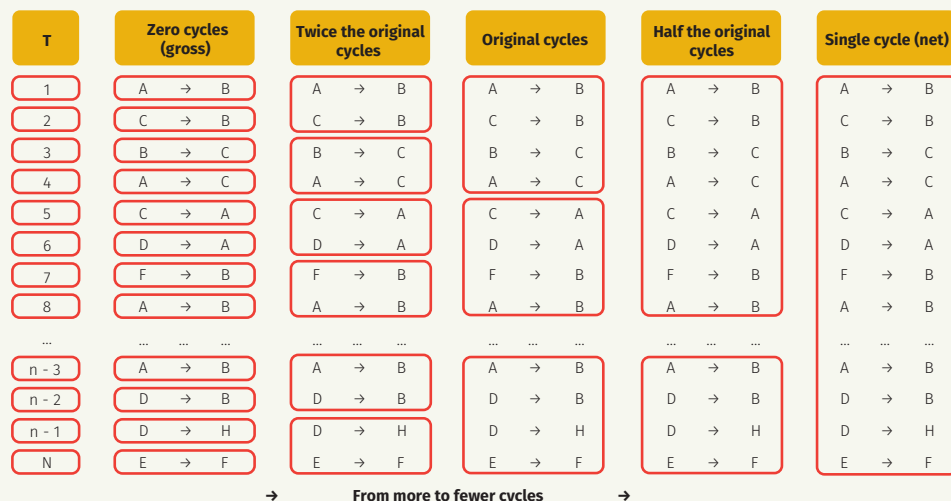 T Zero cycles (gross) Twice the original cycles Original cycles Half the original cycles Single cycle (net)
1 A → B A → B A → B A → B A → B
2 C → B C → B C → B C → B C → B
3 B → C B → C B → C B → C B → C
4 A → C A → C A → C A → C A → C
5 C → A C → A C → A C → A C → A
6 D → A D → A D → A D → A D → A
7 F → B F → B F → B F → B F → B
8 A → B A → B A → B A → B A → B
... ... ... ... ... ... ... ... ... ... ... ... ... ... ... ...
n - 3 A → B A → B A → B A → B A → B
n - 2 D → B D → B D → B D → B D → B
n - 1 D → H D → H D → H D → H D → H
N E → F E → F E → F E → F E → F
→ From more to fewer cycles →